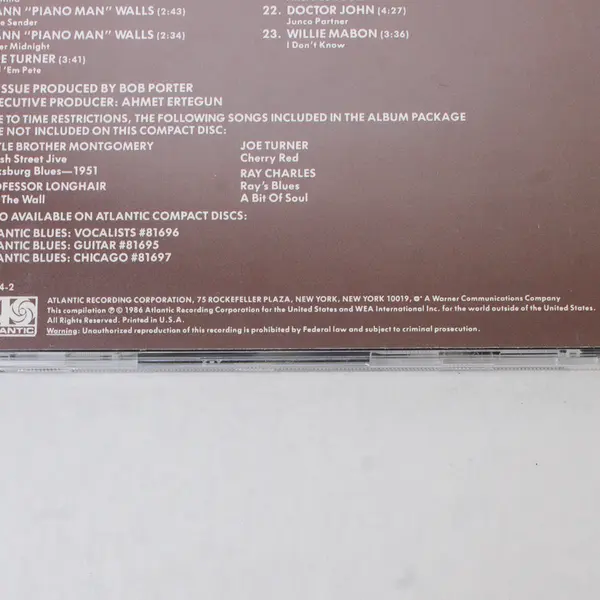 ANN "PIANO MAN" WALLS (2:43)
e Sender
ANN "PIANO MAN" WALLS (2:34)
er Midnight
E TURNER (3:41)
'Em Pete
22. DOCTOR JOHN (4:27)
Junco Partner
23. WILLIE MABON (3:36)
I Don't Know
ISSUE PRODUCED BY BOB PORTER
ECUTIVE PRODUCER: AHMET ERTEGUN
E TO TIME RESTRICTIONS, THE FOLLOWING SONGS INCLUDED IN THE ALBUM PACKAGE
E NOT INCLUDED ON THIS COMPACT DISC:
TLE BROTHER MONTGOMERY
sh Street Jive
ksburg Blues—1951
OFESSOR LONGHAIR
The Wall
JOE TURNER
Cherry Red
RAY CHARLES
Ray's Blues
A Bit Of Soul
O AVAILABLE ON ATLANTIC COMPACT DISCS:
ANTIC BLUES: VOCALISTS #81696
ANTIC BLUES: GUITAR #81695
ANTIC BLUES: CHICAGO #81697
4-2
ANTIC
ATLANTIC RECORDING CORPORATION, 75 ROCKEFELLER PLAZA, NEW YORK, NEW YORK 10019, A Warner Communications Company
This compilation ℗ © 1986 Atlantic Recording Corporation for the United States and WEA International Inc. for the world outside of the United States.
All Rights Reserved. Printed in U.S.A.
Warning: Unauthorized reproduction of this recording is prohibited by Federal law and subject to criminal prosecution.